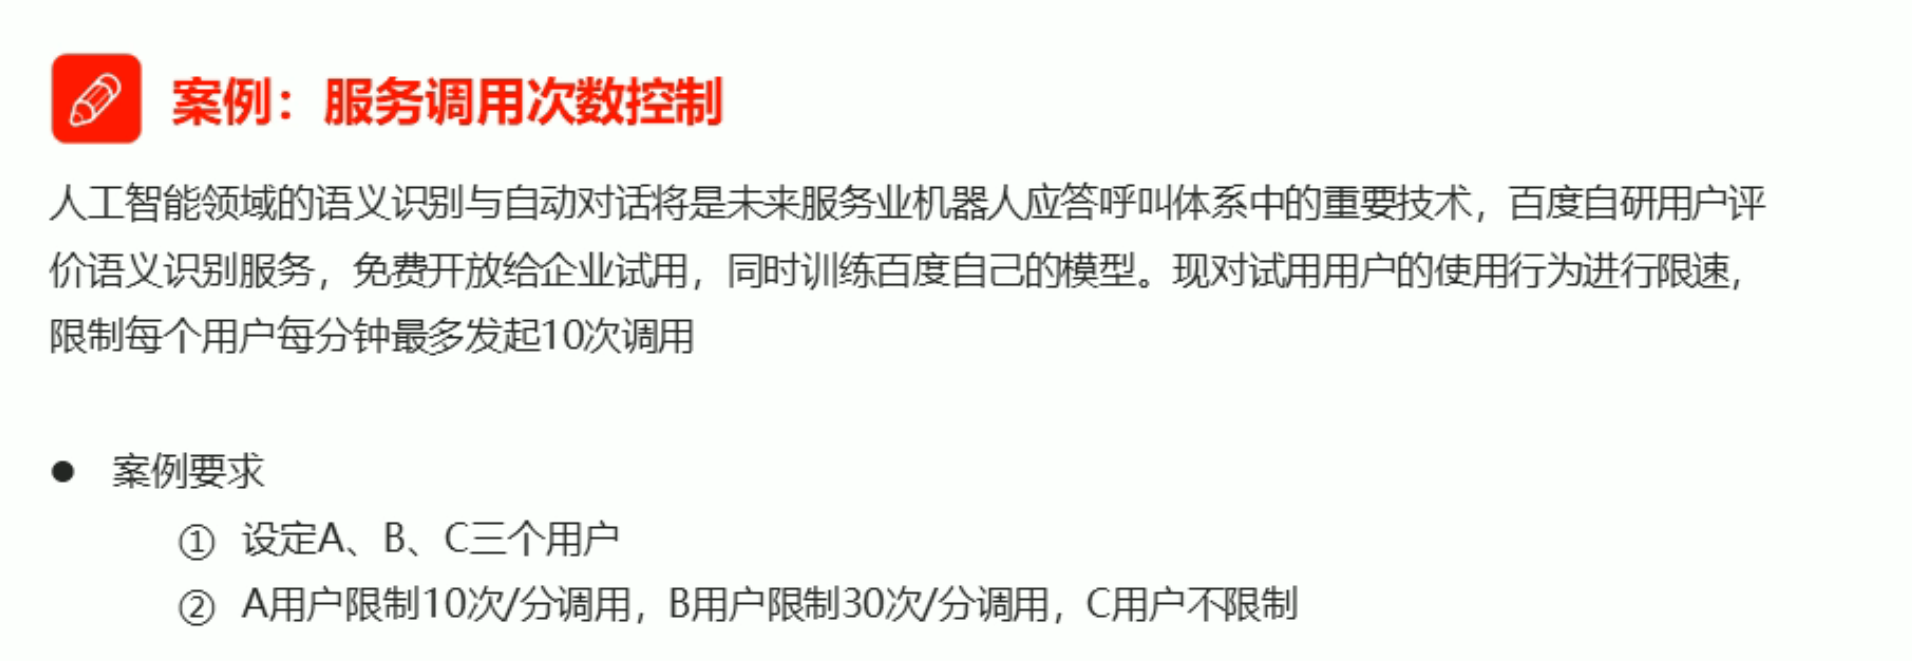 案例：服务调用次数控制
人工智能领域的语义识别与自动对话将是未来服务业机器人应答呼叫体系中的重要技术，百度自研用户评
价语义识别服务，免费开放给企业试用，同时训练百度自己的模型。现对试用用户的使用行为进行限速，
限制每个用户每分钟最多发起10次调用
● 案例要求
① 设定A、B、C三个用户
② A用户限制10次/分调用，B用户限制30次/分调用，C用户不限制